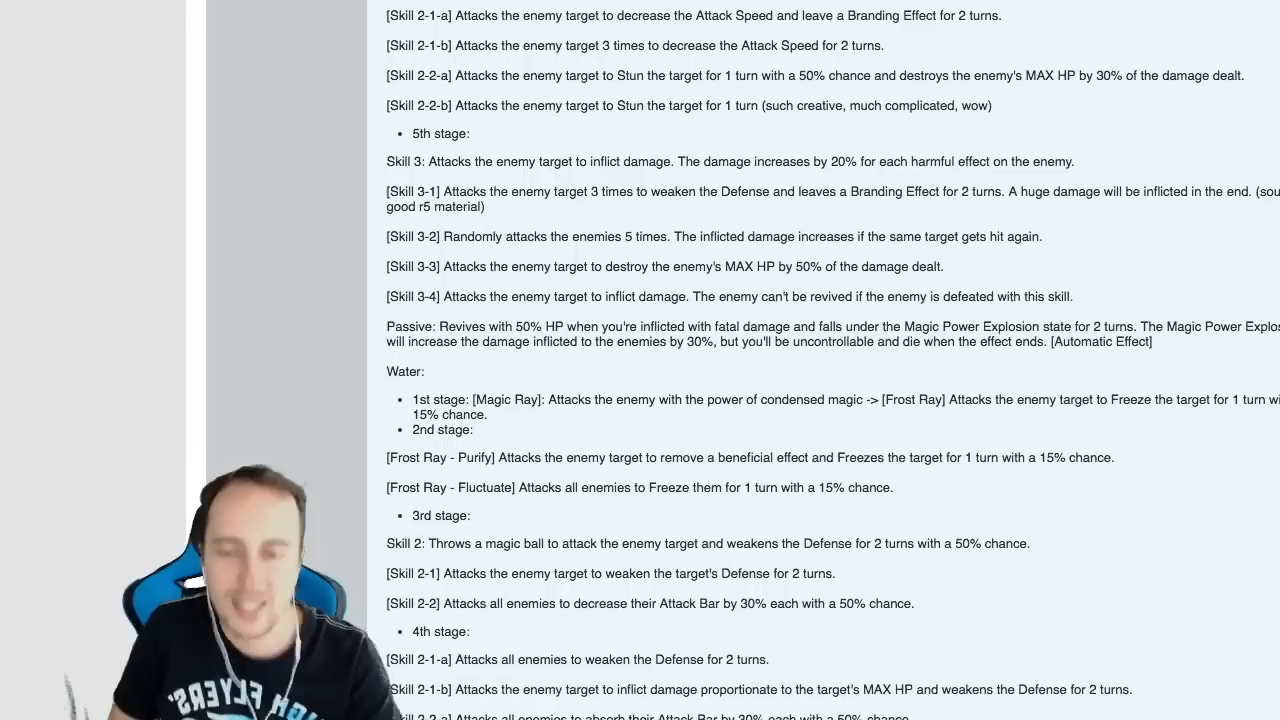 [Skill 2-1-a] Attacks the enemy target to decrease the Attack Speed and leave a Branding Effect for 2 turns.
[Skill 2-1-b] Attacks the enemy target 3 times to decrease the Attack Speed for 2 turns.
[Skill 2-2-a] Attacks the enemy target to Stun the target for 1 turn with a 50% chance and destroys the enemy's MAX HP by 30% of the damage dealt.
[Skill 2-2-b] Attacks the enemy target to Stun the target for 1 turn (such creative, much complicated, wow)
• 5th stage:
Skill 3: Attacks the enemy target to inflict damage. The damage increases by 20% for each harmful effect on the enemy.
[Skill 3-1] Attacks the enemy target 3 times to weaken the Defense and leaves a Branding Effect for 2 turns. A huge damage will be inflicted in the end. (sou
good r5 material)
[Skill 3-2] Randomly attacks the enemies 5 times. The inflicted damage increases if the same target gets hit again.
[Skill 3-3] Attacks the enemy target to destroy the enemy's MAX HP by 50% of the damage dealt.
[Skill 3-4] Attacks the enemy target to inflict damage. The enemy can't be revived if the enemy is defeated with this skill.
Passive: Revives with 50% HP when you're inflicted with fatal damage and falls under the Magic Power Explosion state for 2 turns. The Magic Power Explos
will increase the damage inflicted to the enemies by 30%, but you'll be uncontrollable and die when the effect ends. [Automatic Effect]
Water:
• 1st stage: [Magic Ray]: Attacks the enemy with the power of condensed magic -> [Frost Ray] Attacks the enemy target to Freeze the target for 1 turn wi
15% chance.
• 2nd stage:
[Frost Ray - Purify] Attacks the enemy target to remove a beneficial effect and Freezes the target for 1 turn with a 15% chance.
[Frost Ray - Fluctuate] Attacks all enemies to Freeze them for 1 turn with a 15% chance.
• 3rd stage:
Skill 2: Throws a magic ball to attack the enemy target and weakens the Defense for 2 turns with a 50% chance.
[Skill 2-1] Attacks the enemy target to weaken the target's Defense for 2 turns.
[Skill 2-2] Attacks all enemies to decrease their Attack Bar by 30% each with a 50% chance.
• 4th stage:
[Skill 2-1-a] Attacks all enemies to weaken the Defense for 2 turns.
[Skill 2-1-b] Attacks the enemy target to inflict damage proportionate to the target's MAX HP and weakens the Defense for 2 turns.
kill 2-2-a] Attacks all enemies to absorb their Attack Bar by 30% each with a 50% chance.
FLYERS'